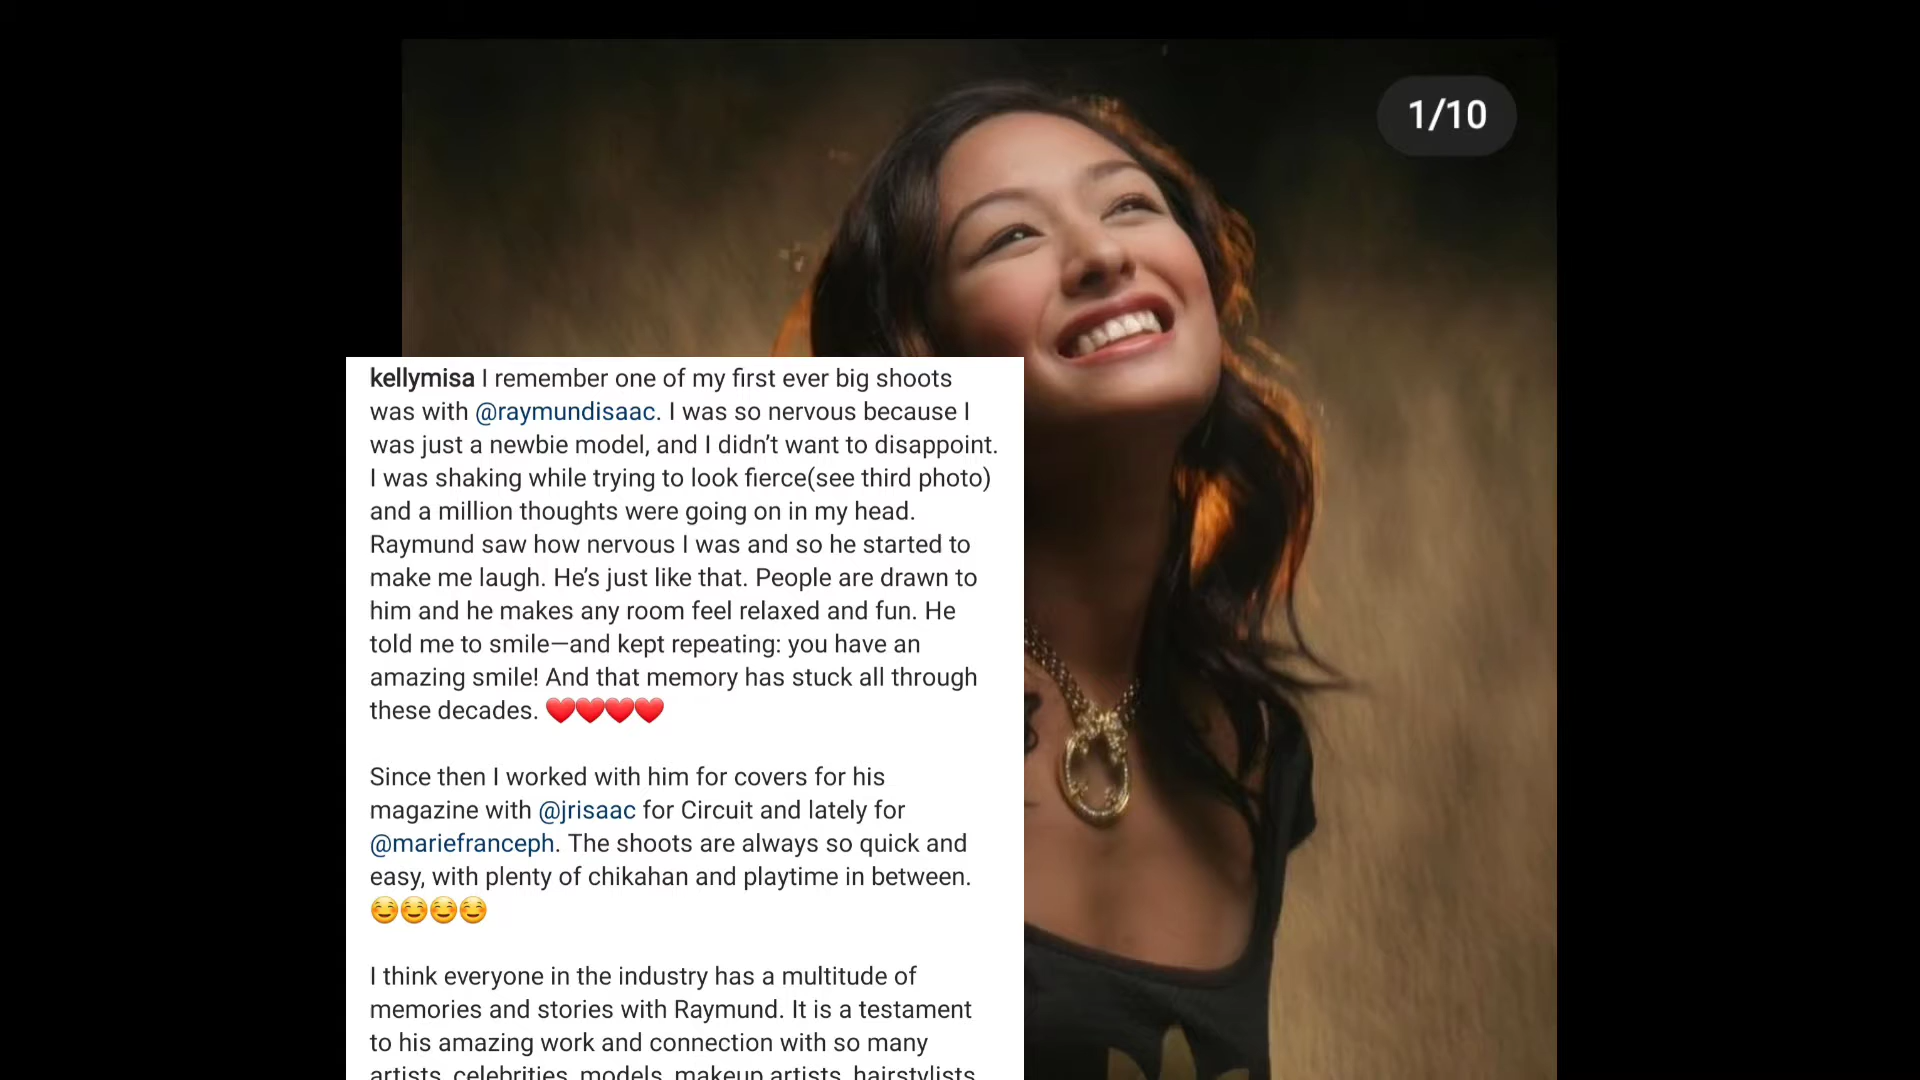 1/10
kellymisa I remember one of my first ever big shoots
was with @raymundisaac. I was so nervous because I
was just a newbie model, and I didn’t want to disappoint.
I was shaking while trying to look fierce(see third photo)
and a million thoughts were going on in my head.
Raymund saw how nervous I was and so he started to
make me laugh. He’s just like that. People are drawn to
him and he makes any room feel relaxed and fun. He
told me to smile—and kept repeating: you have an
amazing smile! And that memory has stuck all through
these decades. ❤️❤️❤️❤️
Since then I worked with him for covers for his
magazine with @jrisaac for Circuit and lately for
@mariefranceph. The shoots are always so quick and
easy, with plenty of chikahan and playtime in between.
☺️☺️☺️☺️
I think everyone in the industry has a multitude of
memories and stories with Raymund. It is a testament
to his amazing work and connection with so many
artists, celebrities, models, makeup artists, hairstylists,